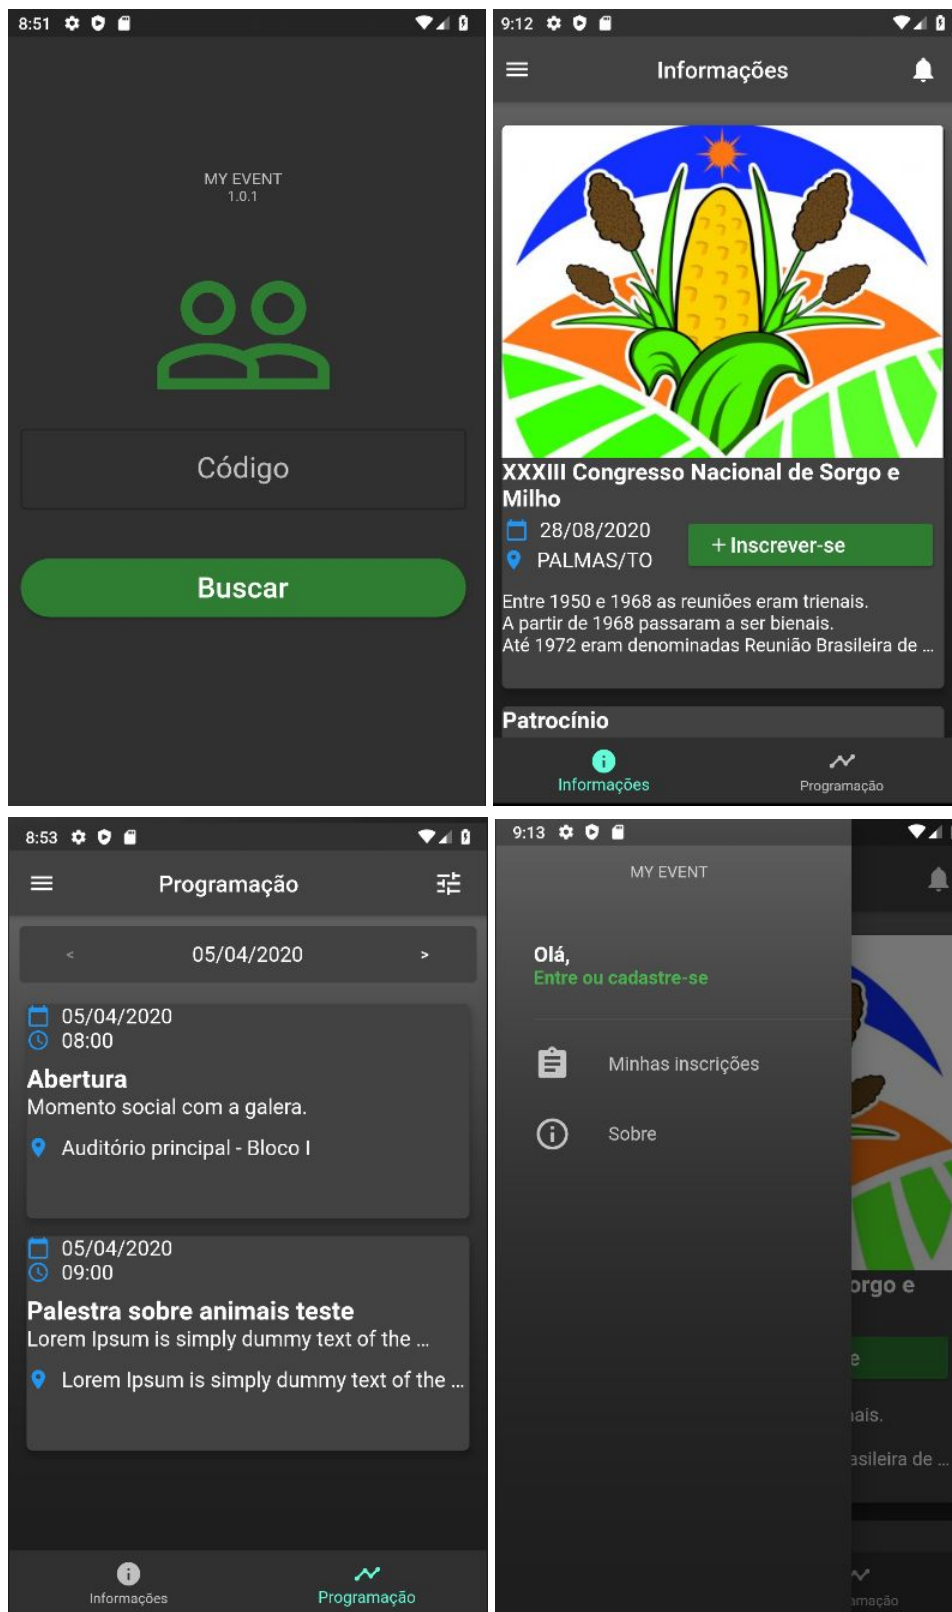 8:51
MY EVENT
1.0.1
Código
Buscar
9:12
Informações
XXXIII Congresso Nacional de Sorgo e
Milho
28/08/2020
+ Inscrever-se
PALMAS/TO
Entre 1950 e 1968 as reuniões eram trienais.
A partir de 1968 passaram a ser bienais.
Até 1972 eram denominadas Reunião Brasileira de ...
Patrocínio
Informações
Programação
8:53
Programação
< 05/04/2020 >
05/04/2020
08:00
Abertura
Momento social com a galera.
Auditório principal - Bloco I
05/04/2020
09:00
Palestra sobre animais teste
Lorem Ipsum is simply dummy text of the ...
Lorem Ipsum is simply dummy text of the ...
Informações
Programação
9:13
MY EVENT
Olá,
Entre ou cadastre-se
Minhas inscrições
Sobre
orgo e
e
nais.
asileira de ...
mação